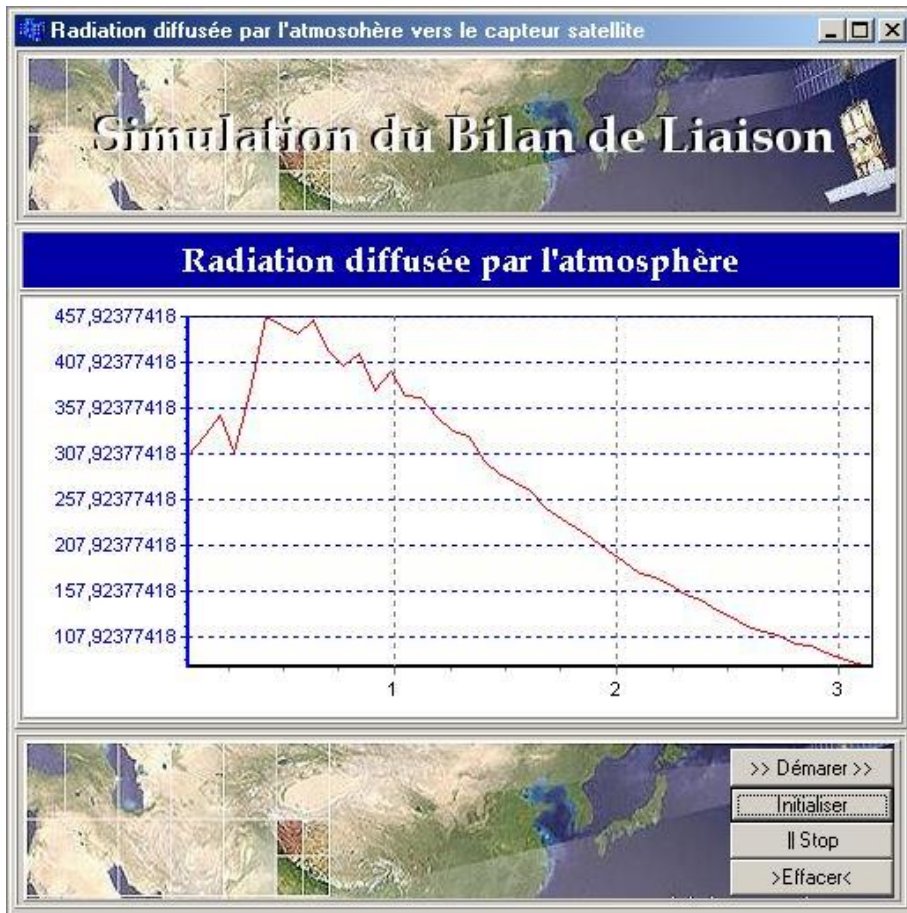 Radiation diffusée par l'atmosohère vers le capteur satellite
Simulation du Bilan de Liaison
Radiation diffusée par l'atmosphère
457,92377418
407,92377418
357,92377418
307,92377418
257,92377418
207,92377418
157,92377418
107,92377418
1 2 3
>> Démarer >>
Initialiser
|| Stop
>Effacer<